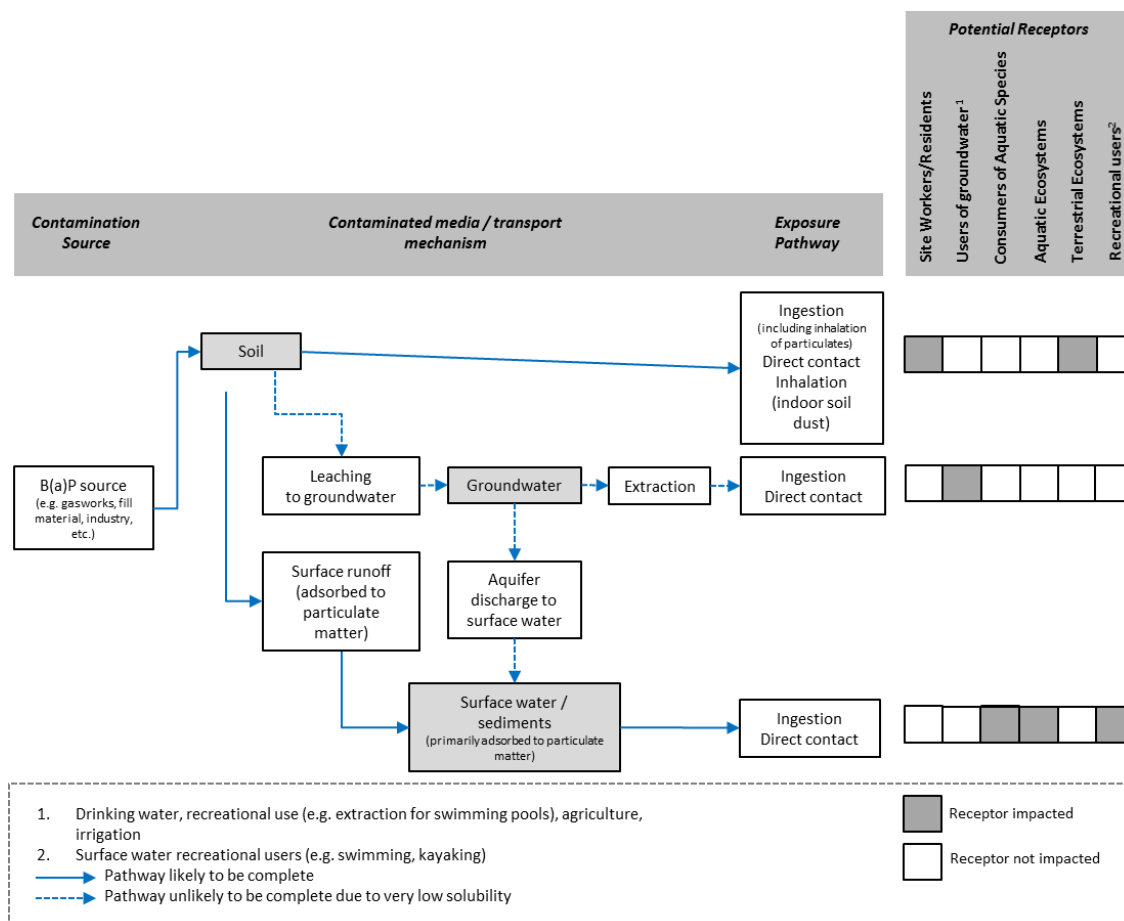 Potential Receptors
Site Workers/Residents
Users of groundwater1
Consumers of Aquatic Species
Aquatic Ecosystems
Terrestrial Ecosystems
Recreational users2
Contamination
Source
Contaminated media / transport
mechanism
Exposure
Pathway
Soil
Ingestion
(including inhalation
of particulates)
Direct contact
Inhalation
(indoor soil
dust)
B(a)P source
(e.g. gasworks, fill
material, industry,
etc.)
Leaching
to groundwater
Groundwater
Extraction
Ingestion
Direct contact
Surface runoff
(adsorbed to
particulate
matter)
Aquifer
discharge to
surface water
Surface water /
sediments
(primarily adsorbed to particulate
matter)
Ingestion
Direct contact
1. Drinking water, recreational use (e.g. extraction for swimming pools), agriculture,
irrigation
2. Surface water recreational users (e.g. swimming, kayaking)
Pathway likely to be complete
Pathway unlikely to be complete due to very low solubility
Receptor impacted
Receptor not impacted